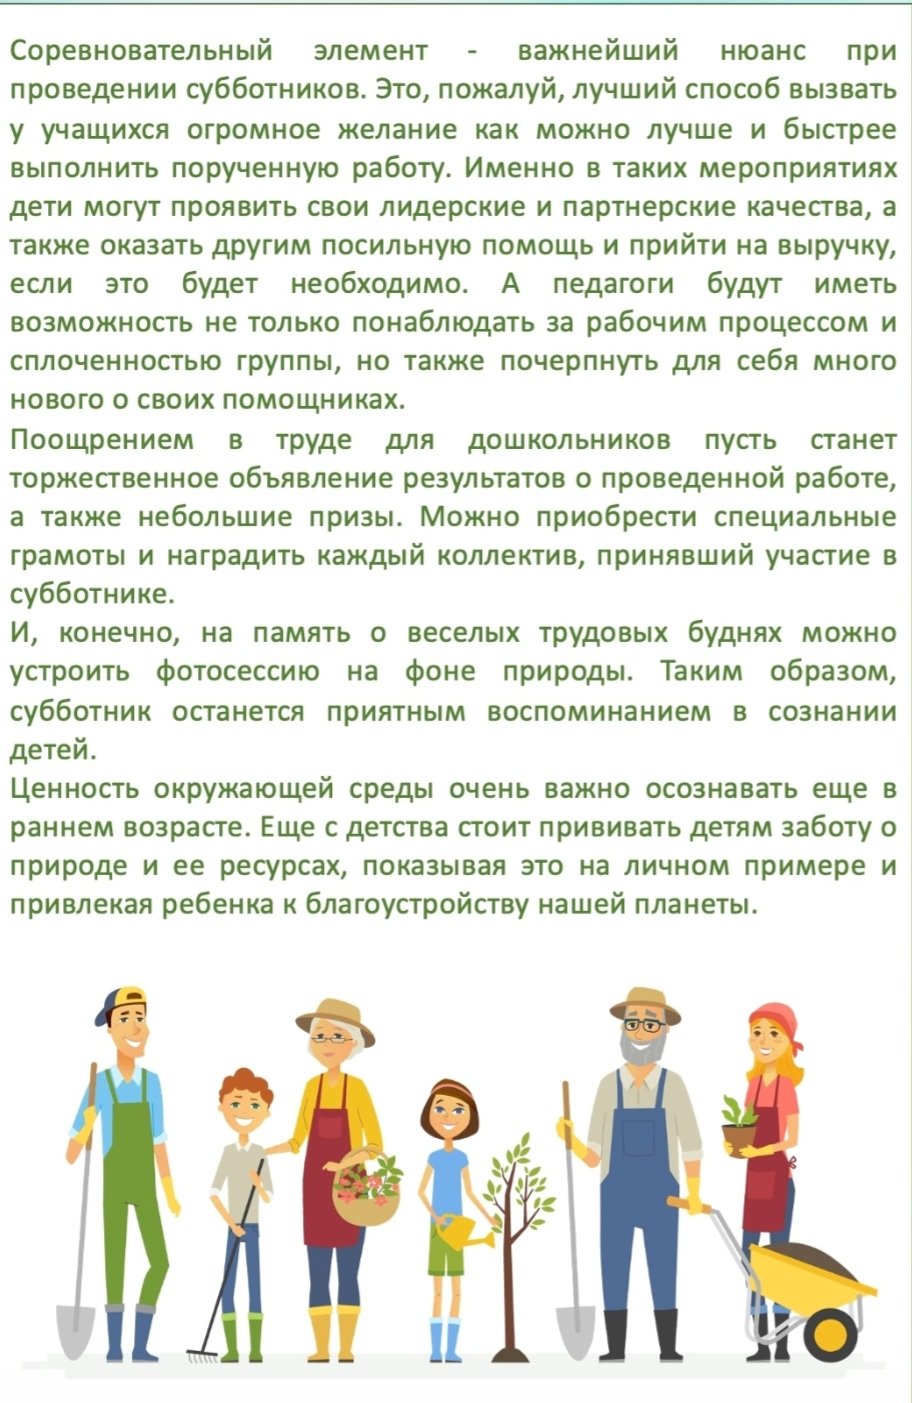 Соревновательный элемент - важнейший нюанс при
проведении субботников. Это, пожалуй, лучший способ вызвать
у учащихся огромное желание как можно лучше и быстрее
выполнить порученную работу. Именно в таких мероприятиях
дети могут проявить свои лидерские и партнерские качества, а
также оказать другим посильную помощь и прийти на выручку,
если это будет необходимо. А педагоги будут иметь
возможность не только понаблюдать за рабочим процессом и
сплоченностью группы, но также почерпнуть для себя много
нового о своих помощниках.
Поощрением в труде для дошкольников пусть станет
торжественное объявление результатов о проведенной работе,
а также небольшие призы. Можно приобрести специальные
грамоты и наградить каждый коллектив, принявший участие в
субботнике.
И, конечно, на память о веселых трудовых буднях можно
устроить фотосессию на фоне природы. Таким образом,
субботник останется приятным воспоминанием в сознании
детей.
Ценность окружающей среды очень важно осознавать еще в
раннем возрасте. Еще с детства стоит прививать детям заботу о
природе и ее ресурсах, показывая это на личном примере и
привлекая ребенка к благоустройству нашей планеты.